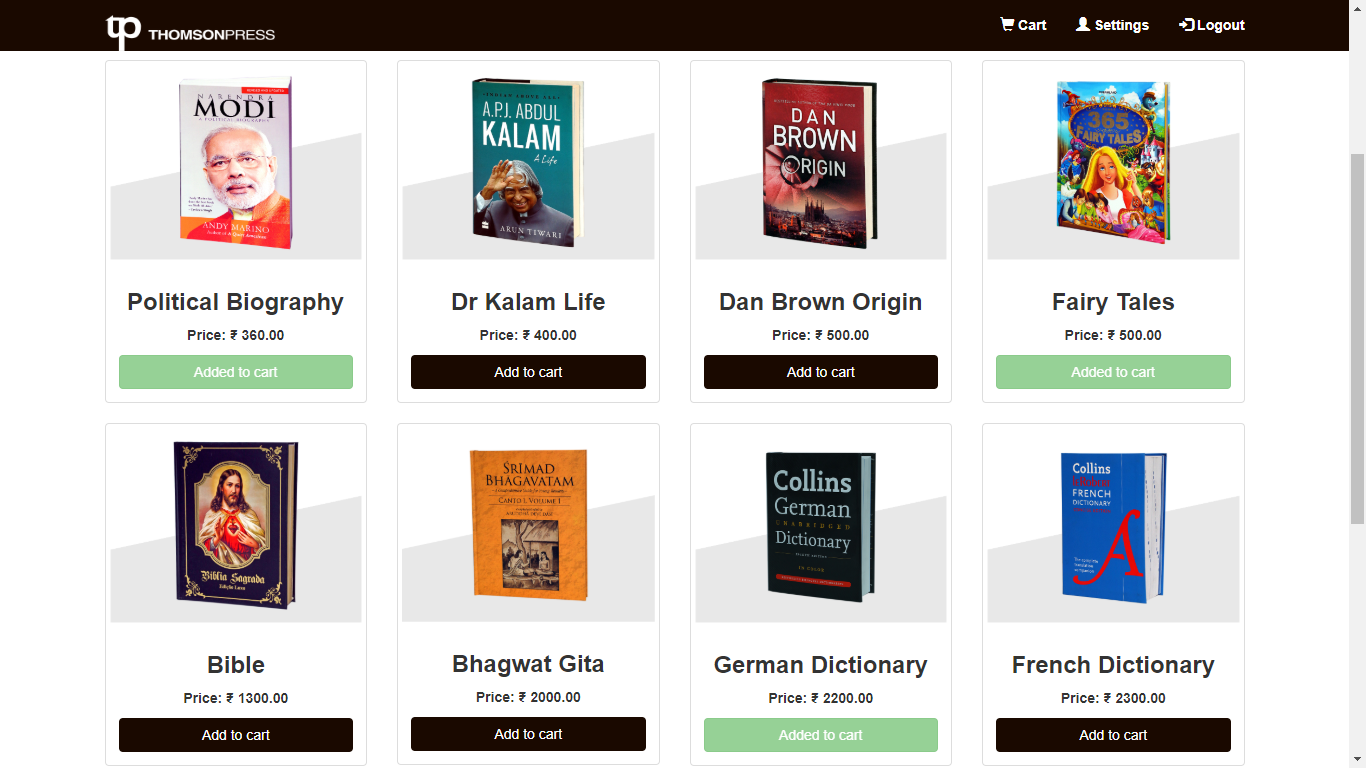 tp THOMSONPRESS
Cart
Settings
Logout
NARENDRA
MODI
A POLITICAL BIOGRAPHY
ANDY MARINO
A.P.J. ABDUL
KALAM
A Life
ARUN TIWARI
DAN
BROWN
ORIGIN
365
FAIRY TALES
Political Biography
Dr Kalam Life
Dan Brown Origin
Fairy Tales
Price: ₹ 360.00
Price: ₹ 400.00
Price: ₹ 500.00
Price: ₹ 500.00
Added to cart
Add to cart
Add to cart
Added to cart
Biblia Sagrada
Edição Luxo
SRIMAD
BHAGAVATAM
CANTO 1, VOLUME 1
Collins
German
UNABRIDGED
Dictionary
IN COLOR
Collins
FRENCH
DICTIONARY
Bible
Bhagwat Gita
German Dictionary
French Dictionary
Price: ₹ 1300.00
Price: ₹ 2000.00
Price: ₹ 2200.00
Price: ₹ 2300.00
Add to cart
Add to cart
Added to cart
Add to cart